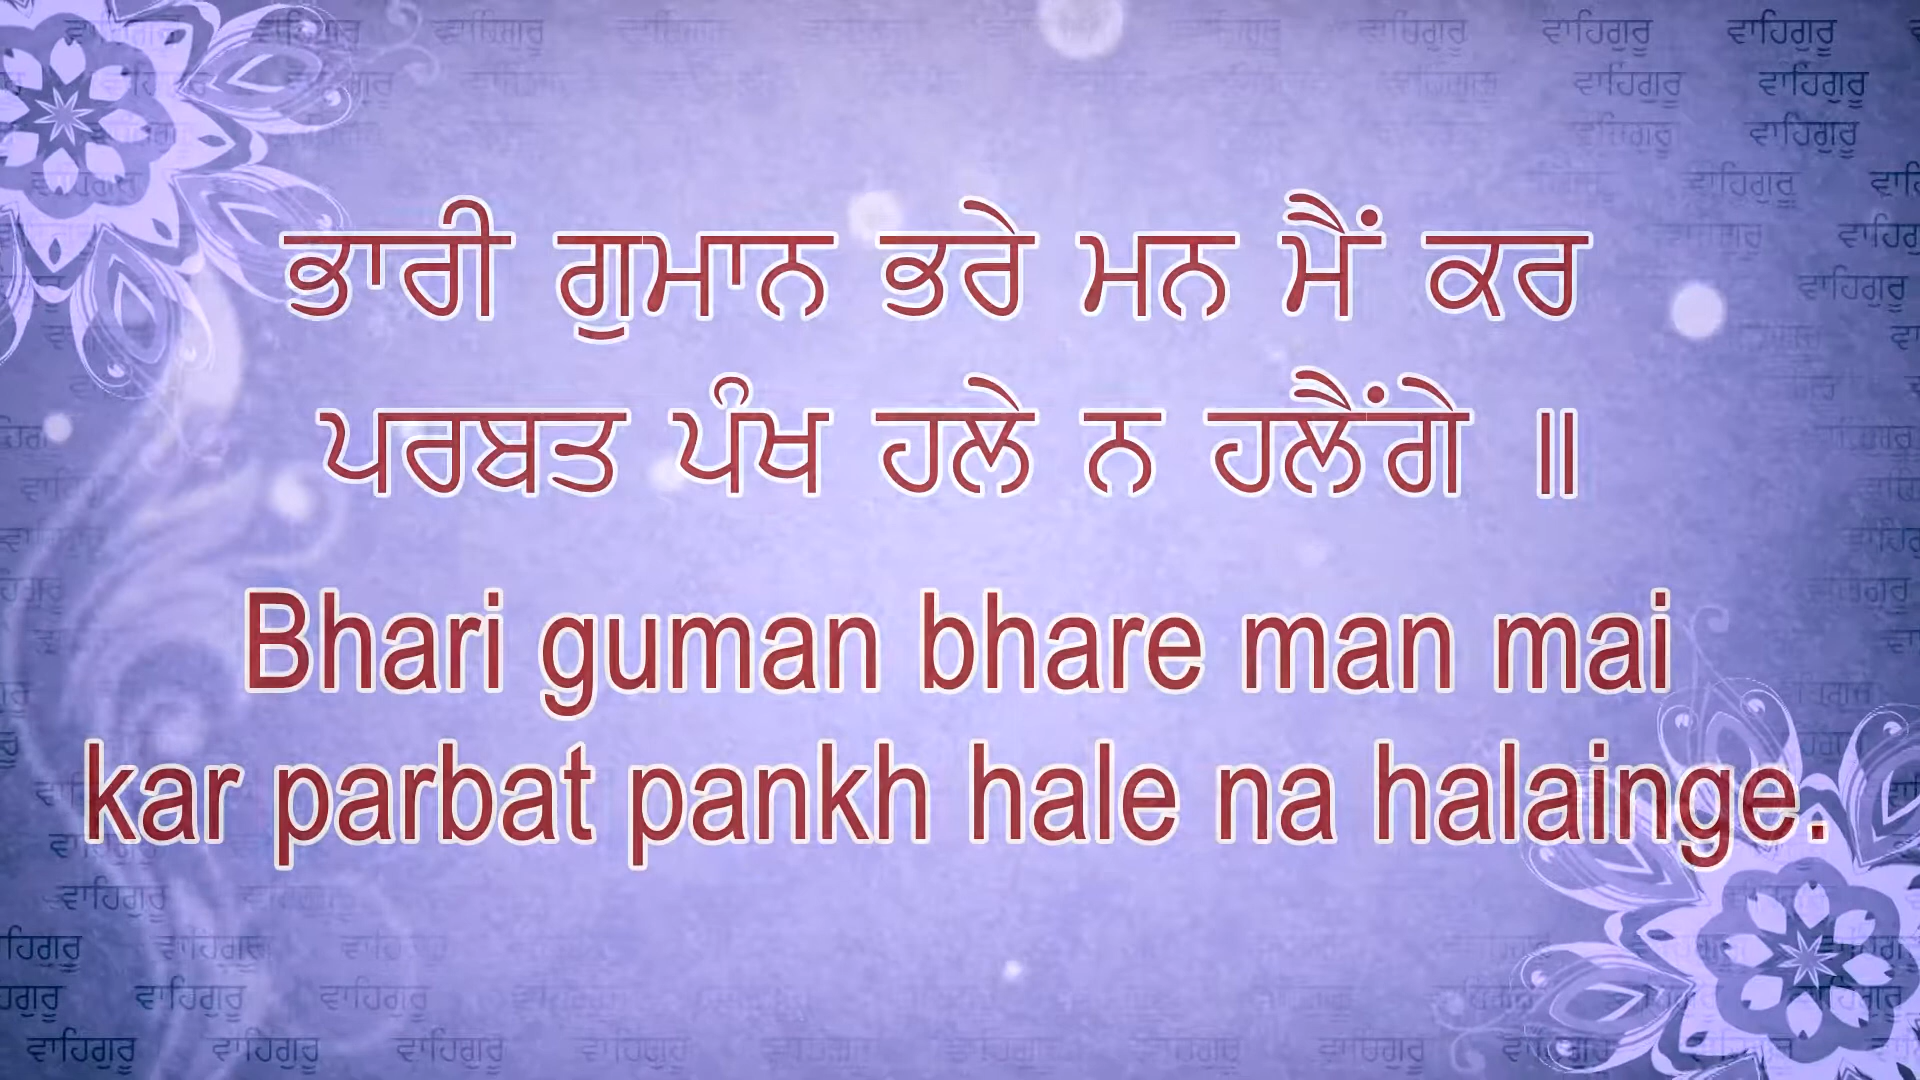 ਭਾਰੀ ਗੁਮਾਨ ਭਰੇ ਮਨ ਮੈਂ ਕਰ
ਪਰਬਤ ਪੰਖ ਹਲੇ ਨ ਹਲੈਂਗੇ ॥
Bhari guman bhare man mai
kar parbat pankh hale na halainge.
ਵਾਹਿਗੁਰੂ ਵਾਹਿਗੁਰੂ
ਵਾਹਿਗੁਰੂ ਵਾਹਿਗੁਰੂ
ਵਾਹਿਗੁਰੂ
ਵਾਹਿਗੁਰੂ
ਵਾਹਿਗੁਰੂ
ਵਾਹਿਗੁਰੂ ਵਾਹਿਗੁਰੂ
ਵਾਹਿਗੁਰੂ ਵਾਹਿਗੁਰੂ ਵਾਹਿਗੁਰੂ